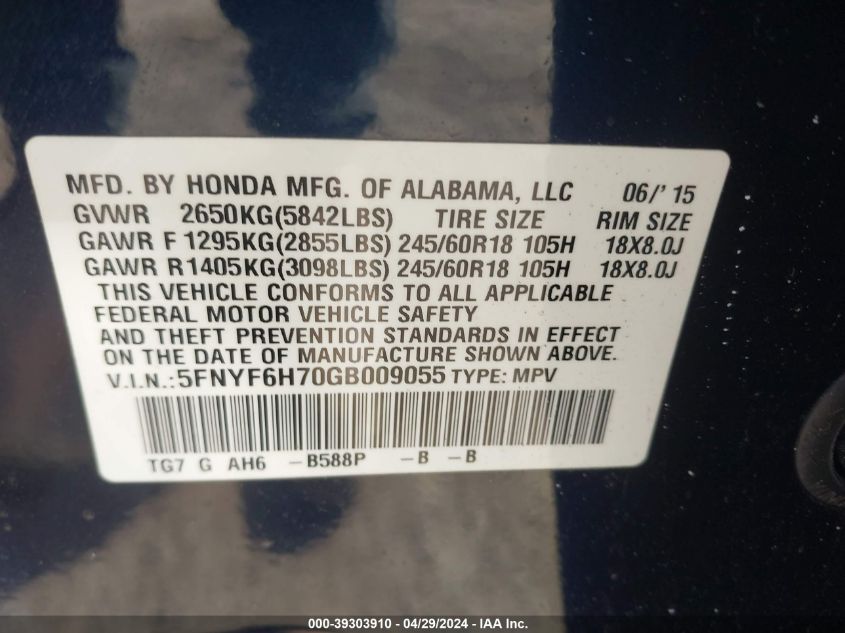 MFD. BY HONDA MFG. OF ALABAMA, LLC 06/' 15
GVWR 2650KG(5842LBS) TIRE SIZE RIM SIZE
GAWR F 1295KG(2855LBS) 245/60R18 105H 18X8.0J
GAWR R1405KG(3098LBS) 245/60R18 105H 18X8.0J
THIS VEHICLE CONFORMS TO ALL APPLICABLE
FEDERAL MOTOR VEHICLE SAFETY
AND THEFT PREVENTION STANDARDS IN EFFECT
ON THE DATE OF MANUFACTURE SHOWN ABOVE.
V.I.N.:5FNYF6H70GB009055 TYPE: MPV
TG7 G AH6 -B588P -B -B
000-39303910 | 04/29/2024 - IAA Inc.